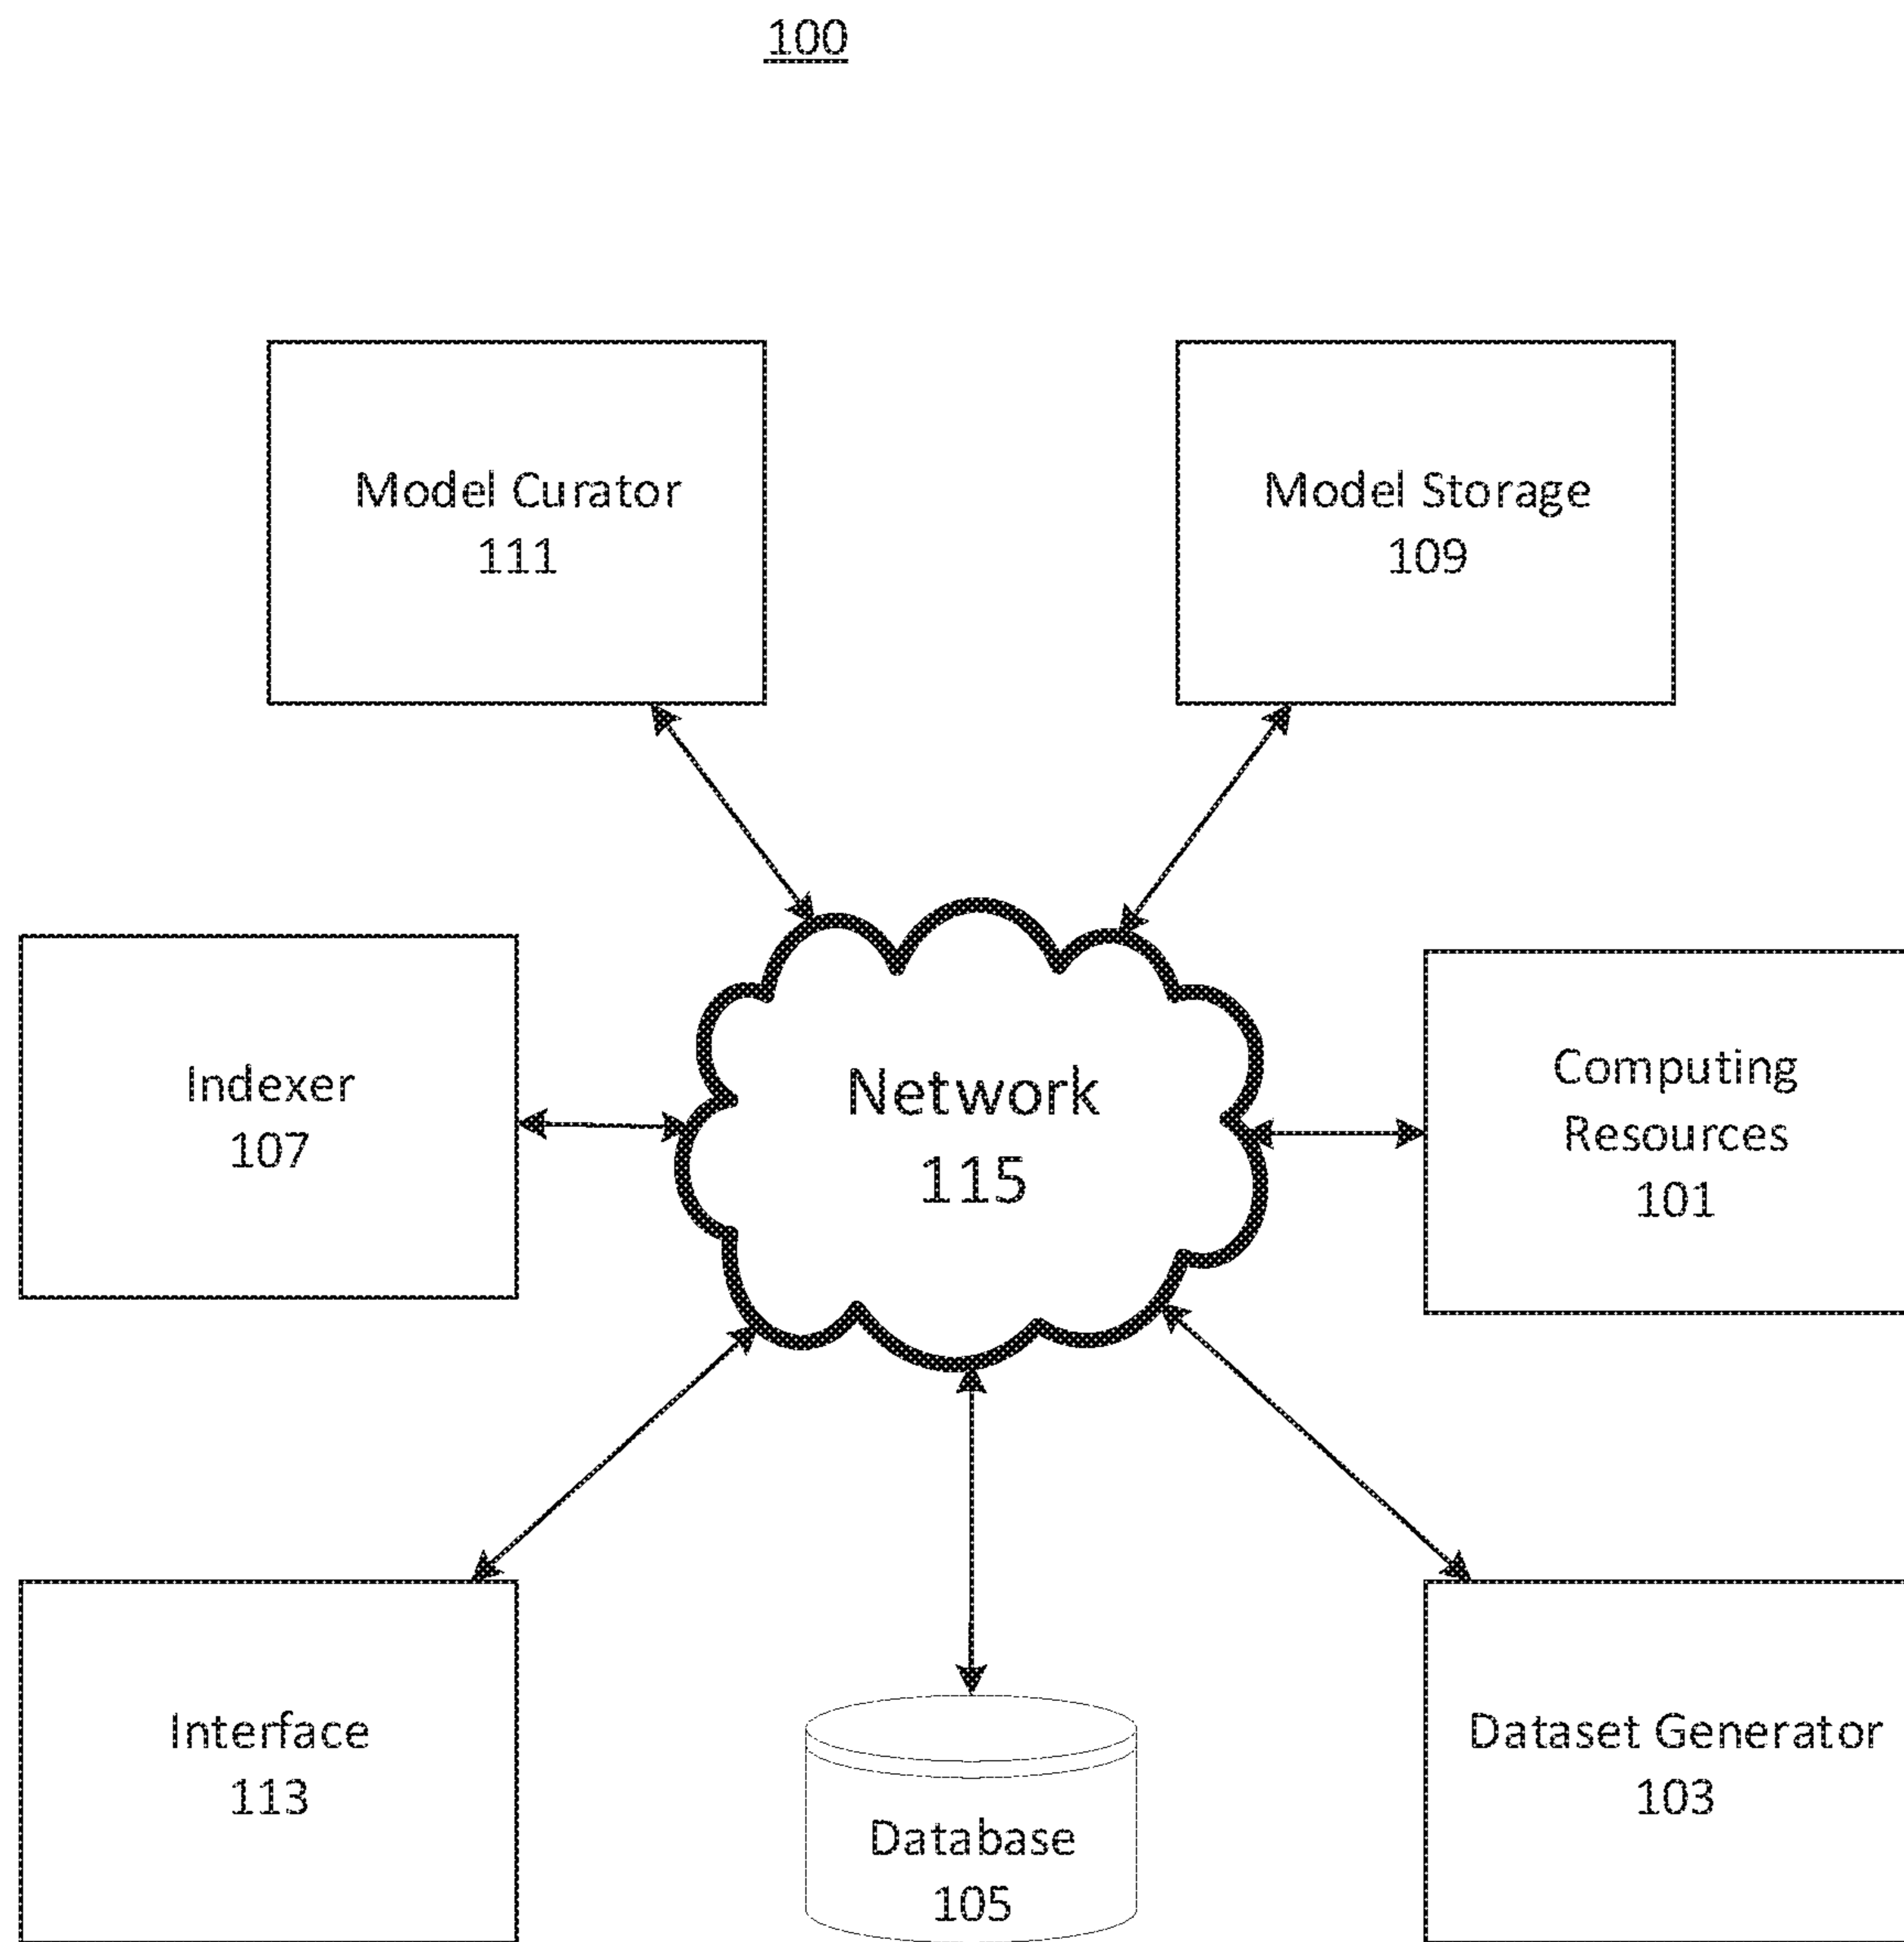 100
Model Curator
111
Model Storage
109
Indexer
107
Network
115
Computing
Resources
101
Interface
113
Database
105
Dataset Generator
103